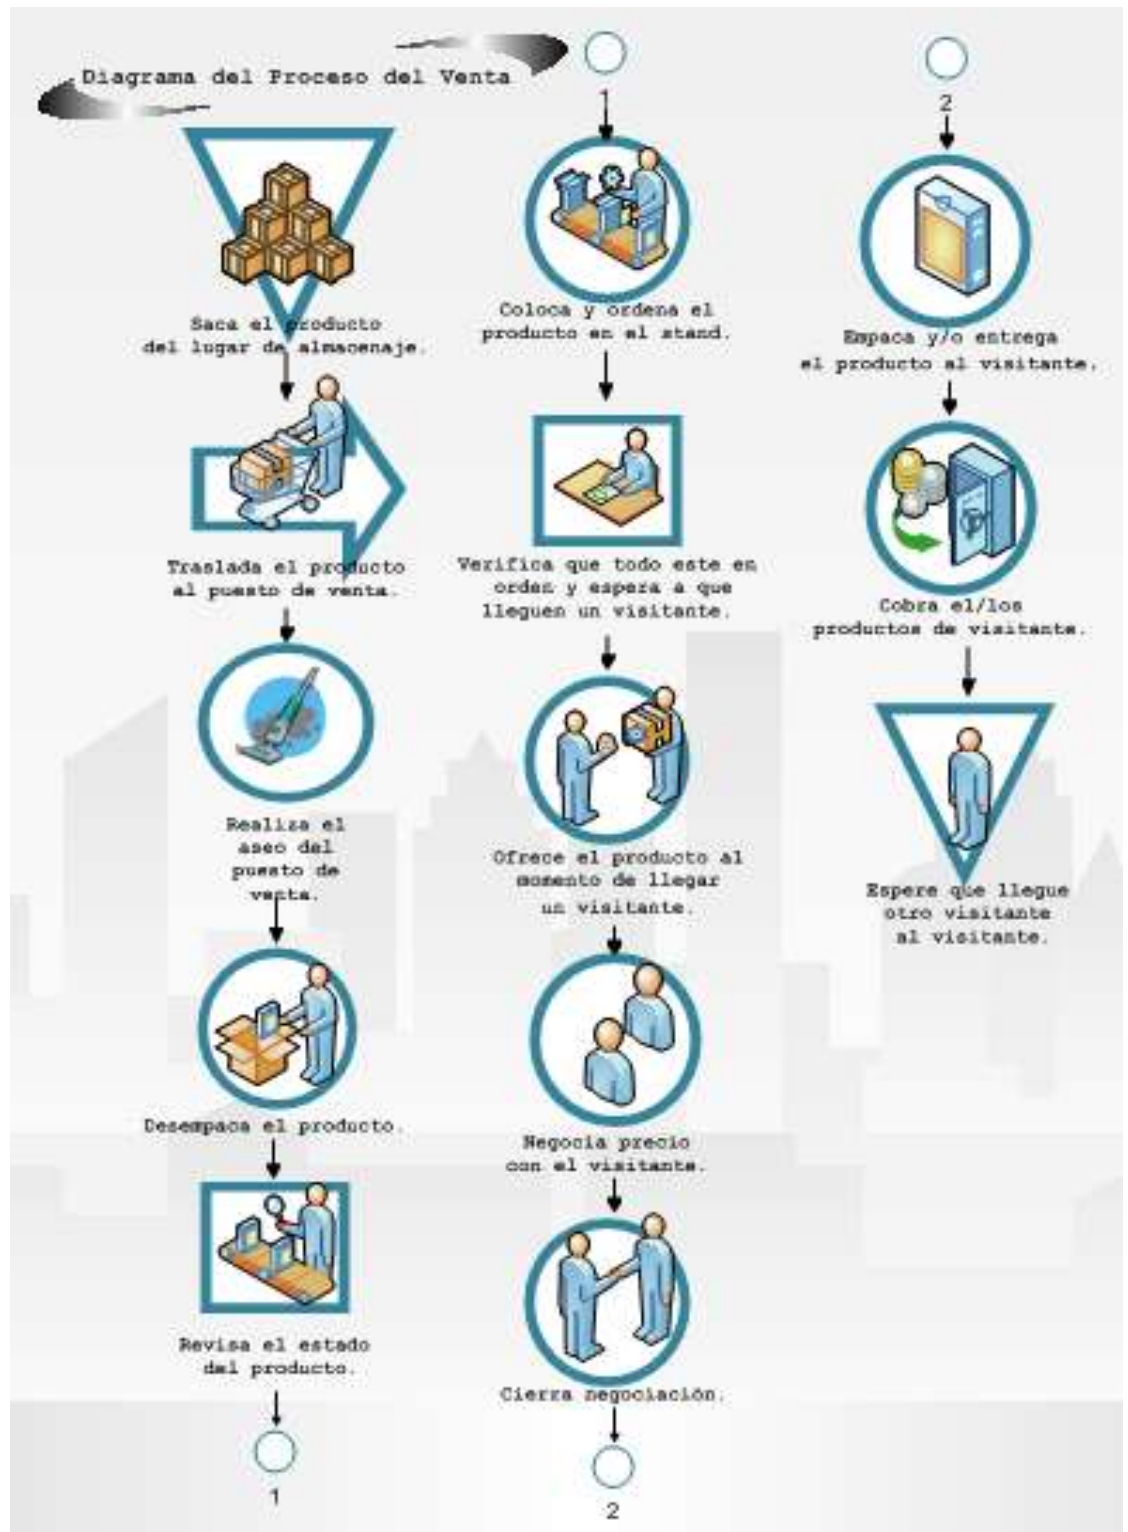 Diagrama del Proceso del Venta
Saca el producto
del lugar de almacenaje.
Traslada el producto
al puesto de venta.
Realiza el
aseo del
puesto de
venta.
Desempaca el producto.
Revisa el estado
del producto.
1
1
Coloca y ordena el
producto en el stand.
Verifica que todo este en
orden y espera a que
lleguen un visitante.
Ofrece el producto al
momento de llegar
un visitante.
Negocia precio
con el visitante.
Cierra negociación.
2
2
Empaca y/o entrega
el producto al visitante.
Cobra el/los
productos de visitante.
Espere que llegue
otro visitante
al visitante.